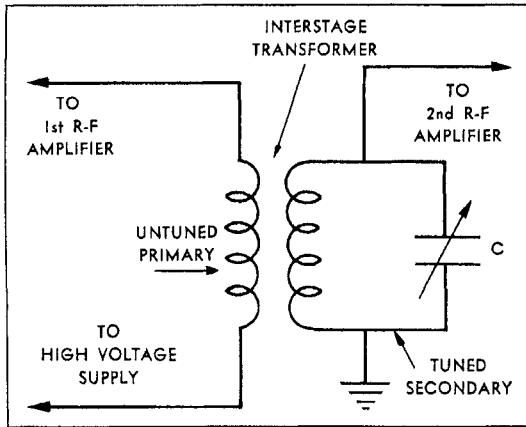 INTERSTAGE
TRANSFORMER
TO
1st R-F
AMPLIFIER
TO
2nd R-F
AMPLIFIER
UNTUNED
PRIMARY
C
TO
HIGH VOLTAGE
SUPPLY
TUNED
SECONDARY